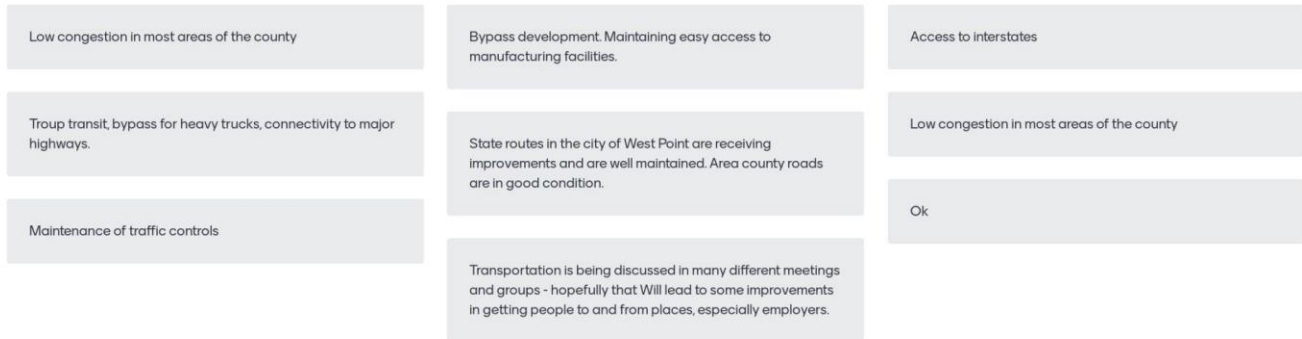 Low congestion in most areas of the county
Troup transit, bypass for heavy trucks, connectivity to major
highways.
Maintenance of traffic controls
Bypass development. Maintaining easy access to
manufacturing facilities.
State routes in the city of West Point are receiving
improvements and are well maintained. Area county roads
are in good condition.
Transportation is being discussed in many different meetings
and groups - hopefully that Will lead to some improvements
in getting people to and from places, especially employers.
Access to interstates
Low congestion in most areas of the county
Ok